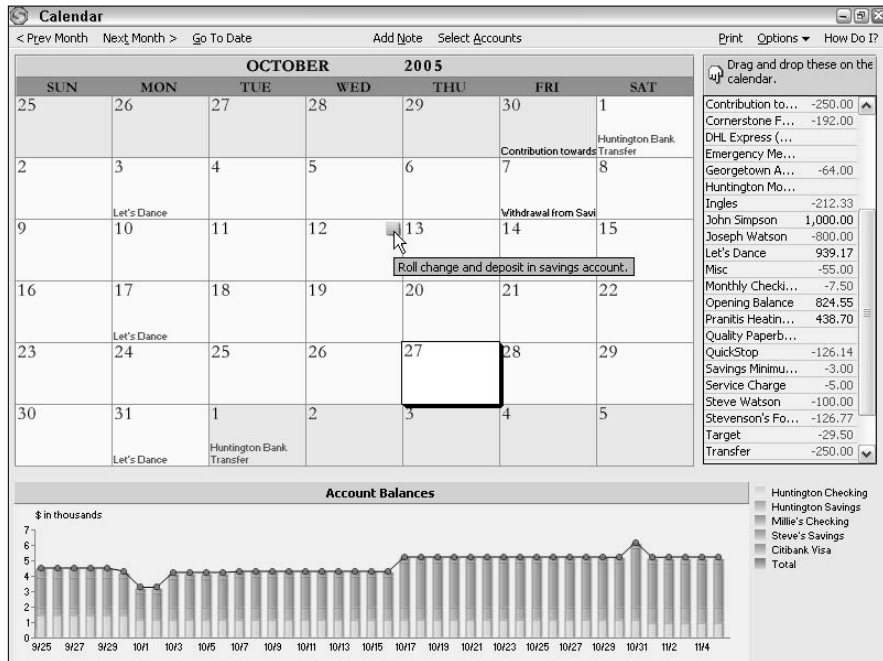 Calendar
< Prev Month Next Month > Go To Date Add Note Select Accounts Print Options How Do I?
OCTOBER 2005
SUN MON TUE WED THU FRI SAT
25 26 27 28 29 30 1
Contribution towards
Huntington Bank
Transfer
2 3 4 5 6 7 8
Let's Dance
Withdrawal from Savi
9 10 11 12 13 14 15
Roll change and deposit in savings account.
16 17 18 19 20 21 22
Let's Dance
23 24 25 26 27 28 29
30 31 1 2 3 4 5
Let's Dance
Huntington Bank
Transfer
Drag and drop these on the
calendar.
Contribution to... -250.00
Cornerstone F... -192.00
DHL Express (...
Emergency Me...
Georgetown A... -64.00
Huntington Mo...
Ingles -212.33
John Simpson 1,000.00
Joseph Watson -800.00
Let's Dance 939.17
Misc -55.00
Monthly Checki... -7.50
Opening Balance 824.55
Pranitis Heatin... 438.70
Quality Paperb...
QuickStop -126.14
Savings Minimu... -3.00
Service Charge -5.00
Steve Watson -100.00
Stevenson's Fo... -126.77
Target -29.50
Transfer -250.00
Account Balances
$ in thousands
7
6
5
4
3
2
1
0
9/25 9/27 9/29 10/1 10/3 10/5 10/7 10/9 10/11 10/13 10/15 10/17 10/19 10/21 10/23 10/25 10/27 10/29 10/31 11/2 11/4
Huntington Checking
Huntington Savings
Millie's Checking
Steve's Savings
Citibank Visa
Total